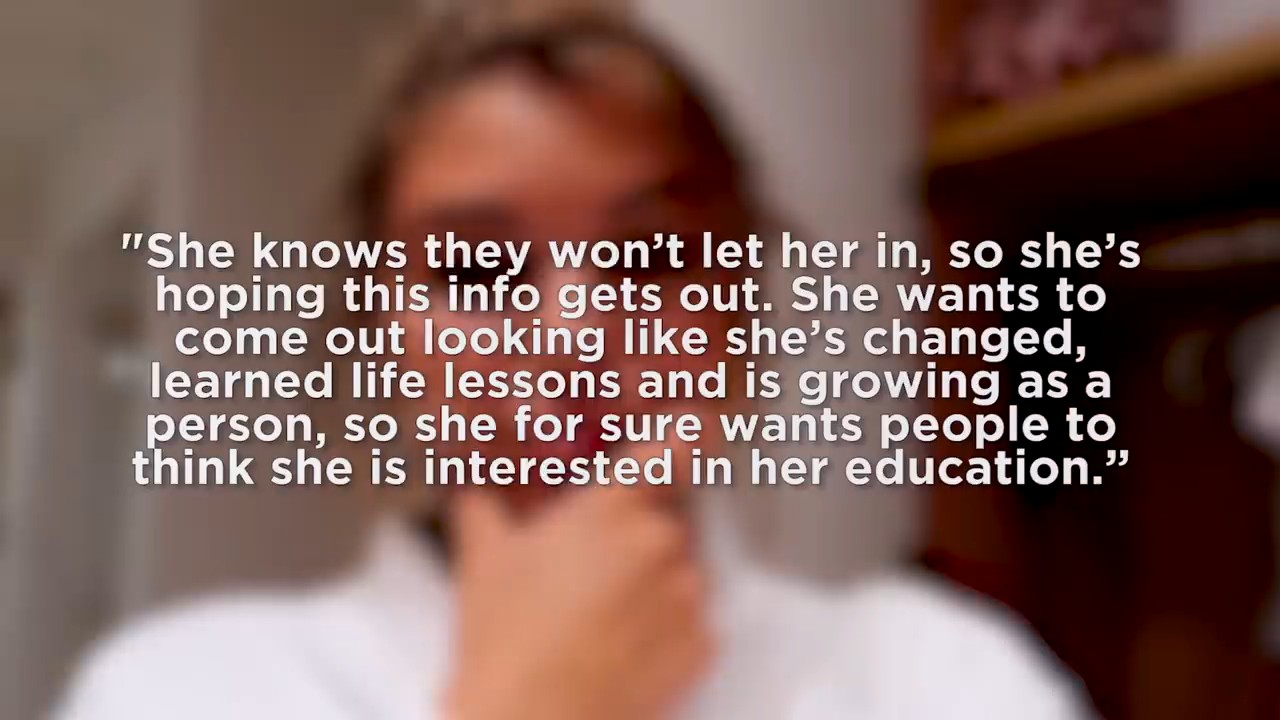 "She knows they won’t let her in, so she’s
hoping this info gets out. She wants to
come out looking like she’s changed,
learned life lessons and is growing as a
person, so she for sure wants people to
think she is interested in her education.”